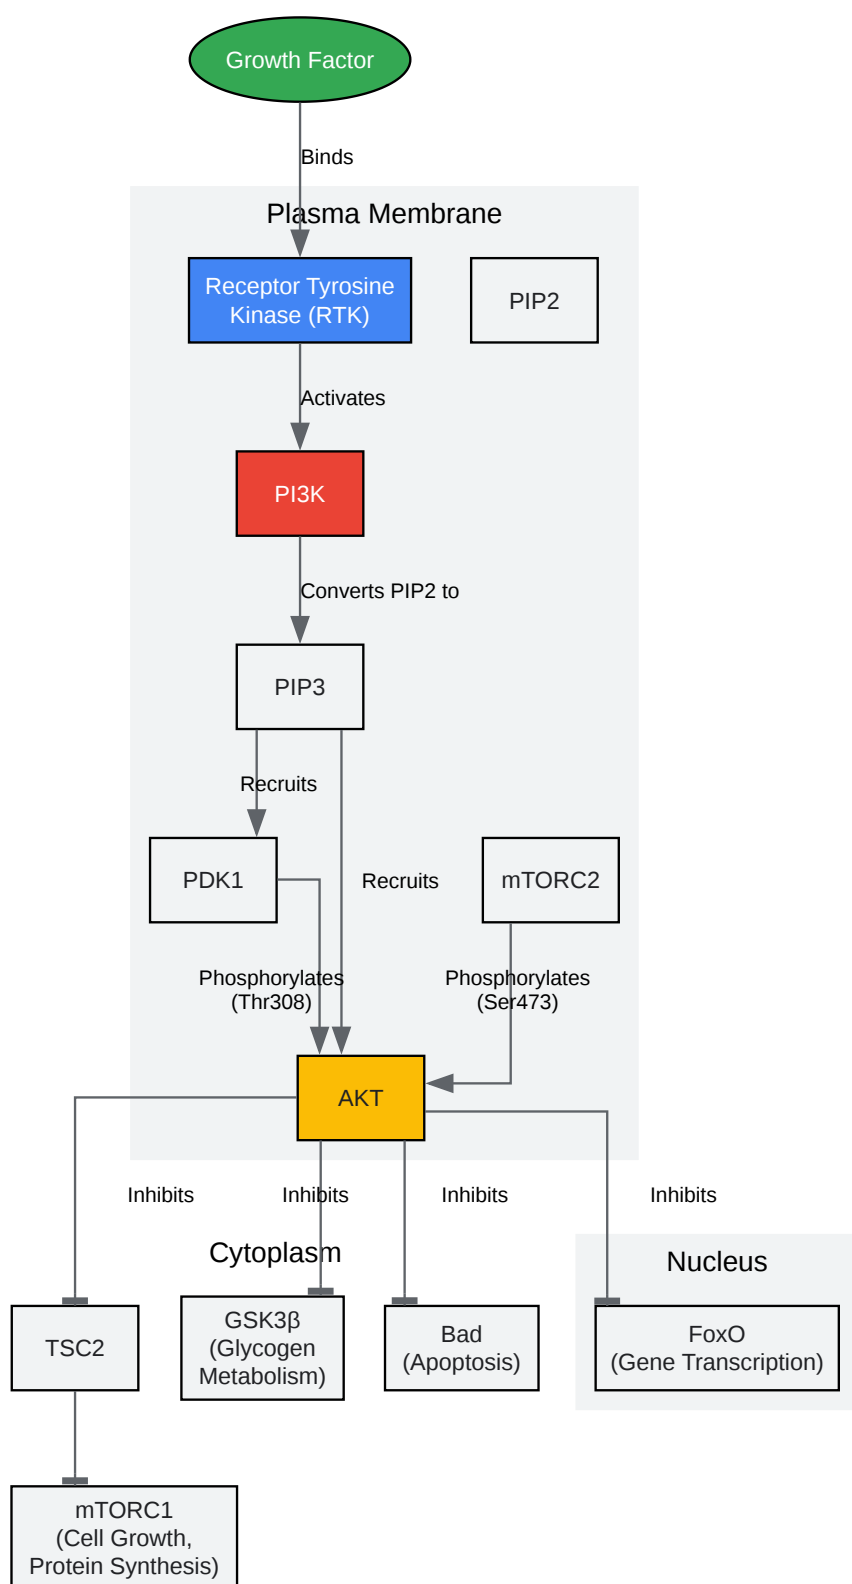 Growth Factor
Binds
Plasma Membrane
Receptor Tyrosine
Kinase (RTK)
PIP2
Activates
PI3K
Converts PIP2 to
PIP3
Recruits
PDK1
Recruits
mTORC2
Phosphorylates
(Thr308)
Phosphorylates
(Ser473)
AKT
Inhibits
Inhibits
Inhibits
Inhibits
Cytoplasm
Nucleus
TSC2
GSK3β
(Glycogen
Metabolism)
Bad
(Apoptosis)
FoxO
(Gene Transcription)
mTORC1
(Cell Growth,
Protein Synthesis)